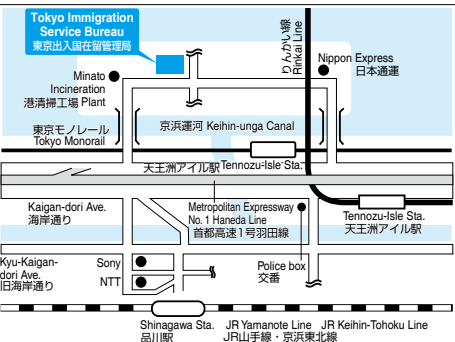 Tokyo Immigration
Service Bureau
東京出入国在留管理局
りんかい線
Rinkai Line
Nippon Express
日本通運
Minato
Incineration
港清掃工場 Plant
東京モノレール
Tokyo Monorail
京浜運河 Keihin-unga Canal
天王洲アイル駅 Tennozu-Isle Sta.
Kaigan-dori Ave.
海岸通り
Metropolitan Expressway
No. 1 Haneda Line
首都高速1号羽田線
Tennozu-Isle Sta.
天王洲アイル駅
Kyu-Kaigan-
dori Ave.
旧海岸通り
Sony
NTT
Police box
交番
Shinagawa Sta.
品川駅
JR Yamanote Line JR Keihin-Tohoku Line
JR山手線・京浜東北線